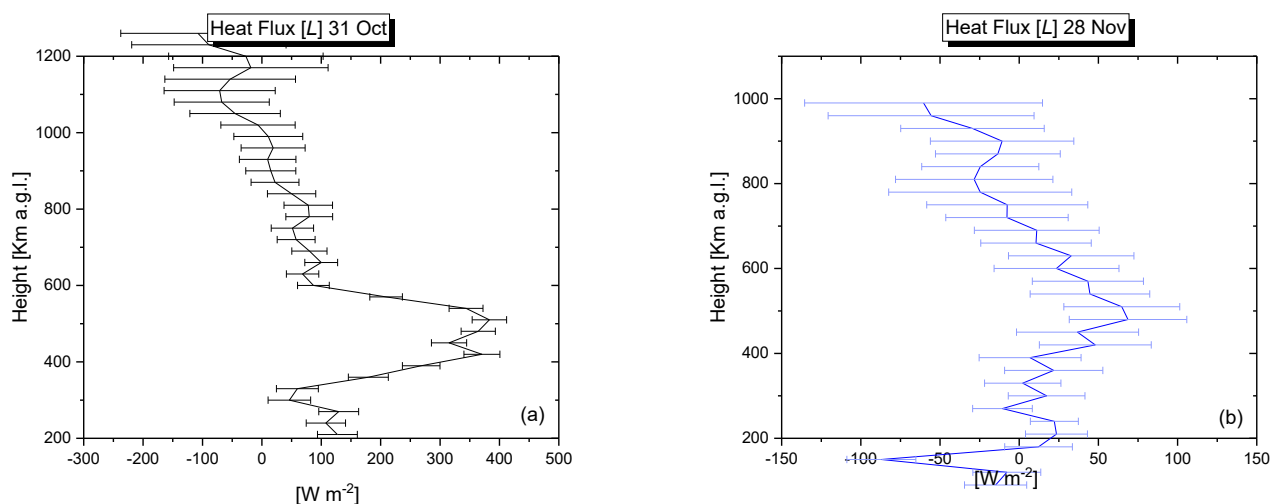 Heat Flux [L] 31 Oct
1200
1000
800
600
400
200
Height [Km a.g.l.]
-300 -200 -100 0 100 200 300 400 500
[W m-2]
(a)
Heat Flux [L] 28 Nov
1000
800
600
400
200
Height [Km a.g.l.]
-150 -100 -50 0 50 100 150
[W m-2]
(b)